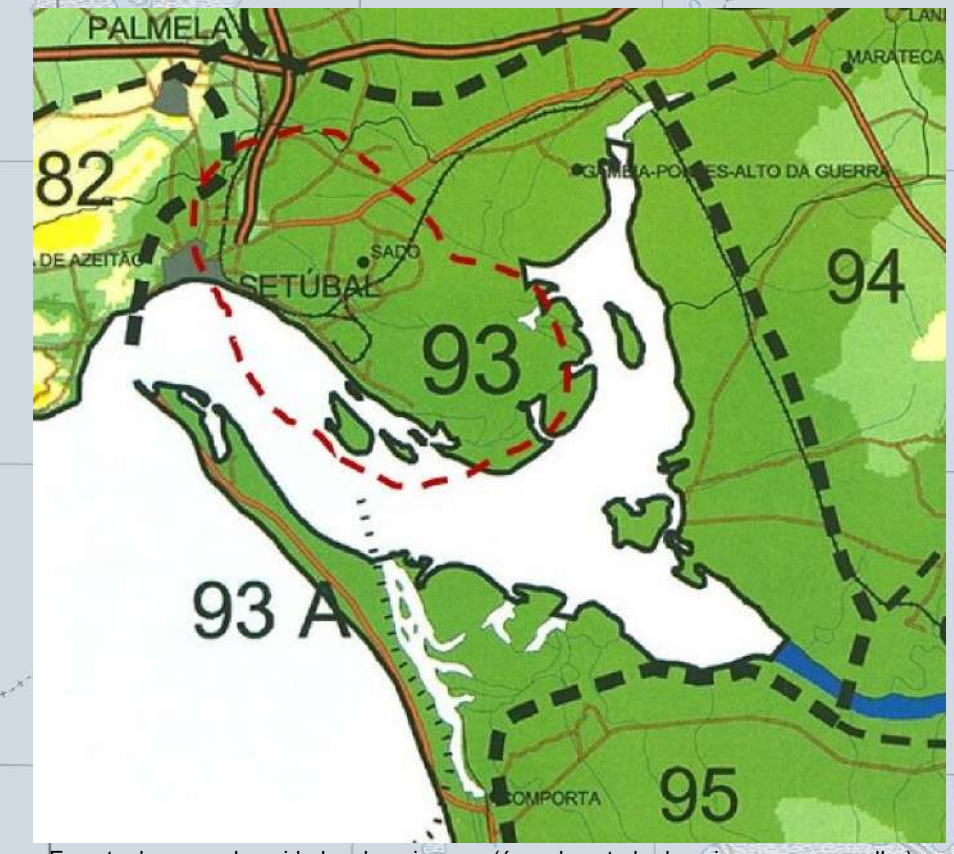 PALMELA
MARATECA
82
GÂMBIA-PONTES-ALTO DA GUERRA
DE AZEITÃO
SADO
94
SETÚBAL
93
93 A
COMPORTA
95